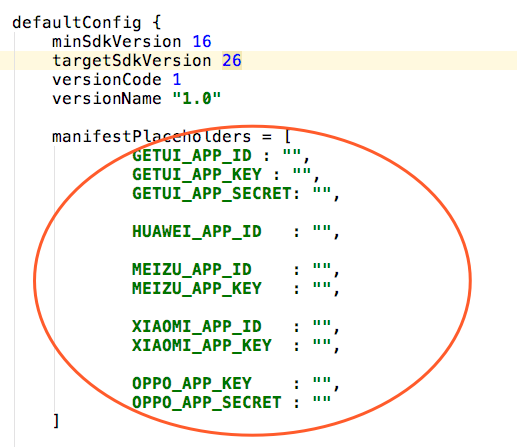 defaultConfig {
    minSdkVersion 16
    targetSdkVersion 26
    versionCode 1
    versionName "1.0"
    manifestPlaceholders = [
            GETUI_APP_ID : "",
            GETUI_APP_KEY : "",
            GETUI_APP_SECRET: "",
            HUAWEI_APP_ID   : "",
            MEIZU_APP_ID    : "",
            MEIZU_APP_KEY   : "",
            XIAOMI_APP_ID   : "",
            XIAOMI_APP_KEY  : "",
            OPPO_APP_KEY    : "",
            OPPO_APP_SECRET : ""
    ]